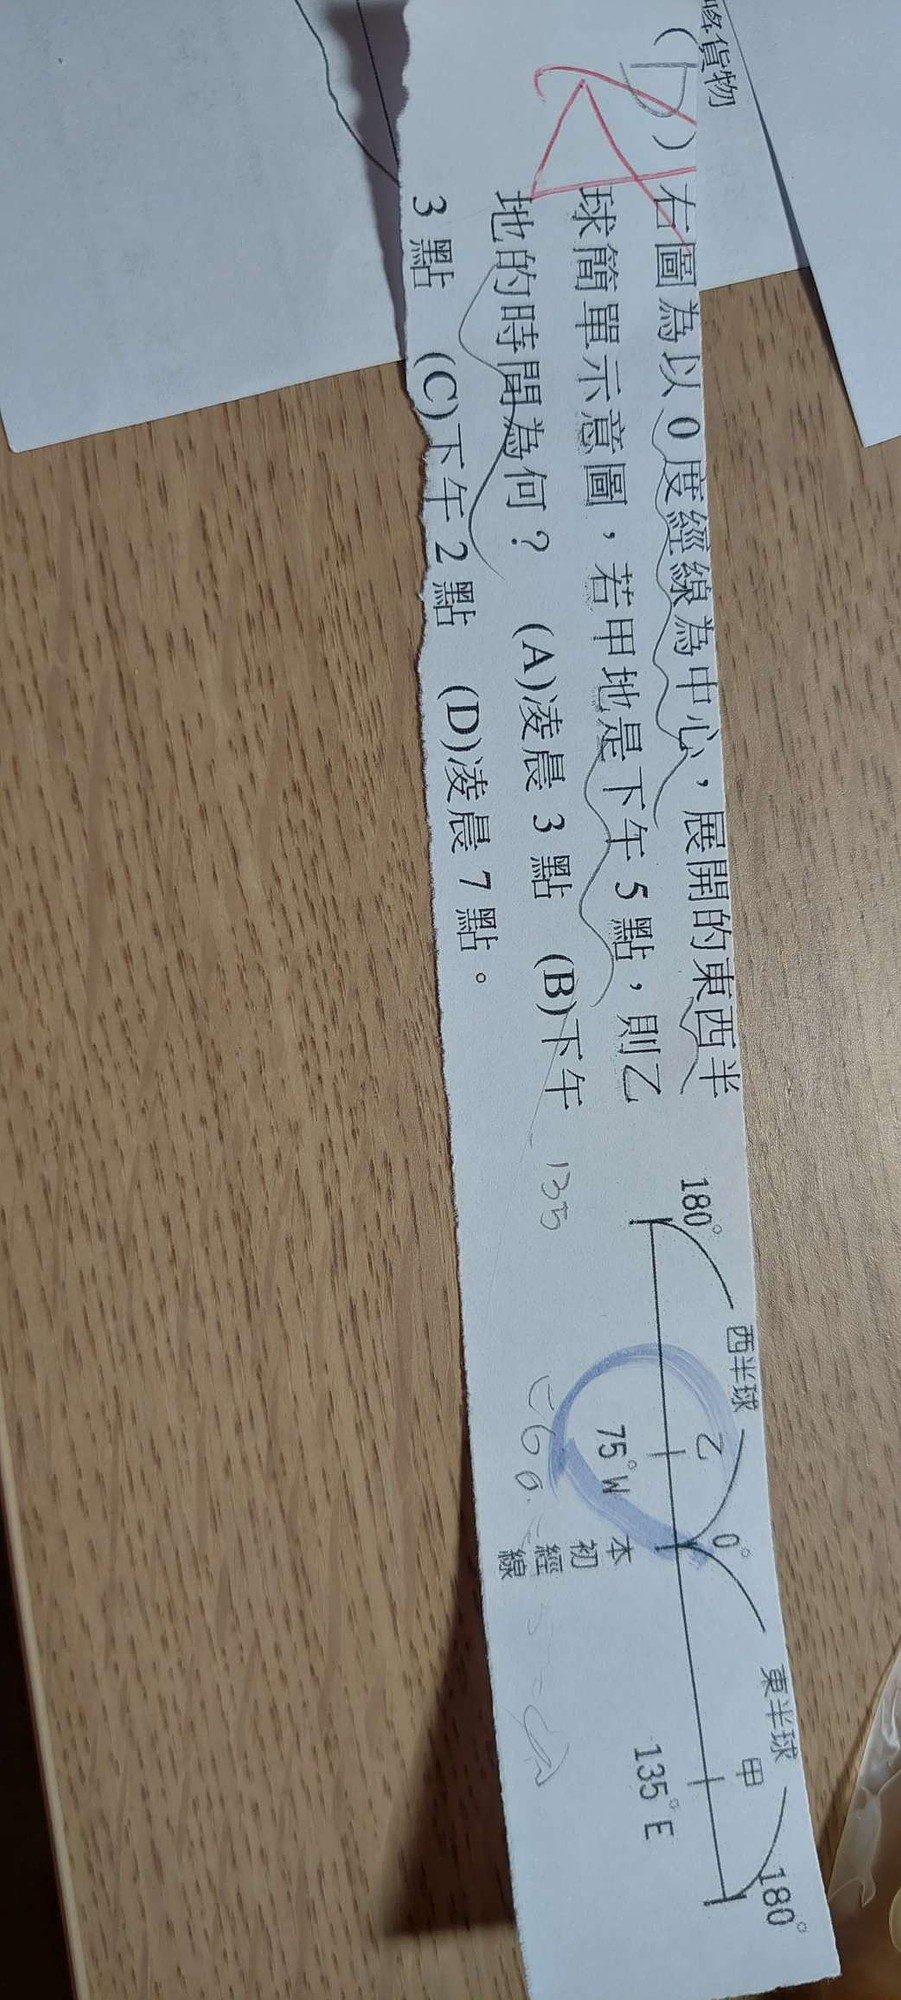 貨物
(D)右圖為以0度經線為中心，展開的東西半
球簡單示意圖，若甲地是下午5點，則乙
地的時間為何？ (A)凌晨3點 (B)下午
3點 (C)下午2點 (D)凌晨7點。
135
西半球 東半球
180° 乙 0° 甲 180°
75°W 135°E
本初經線